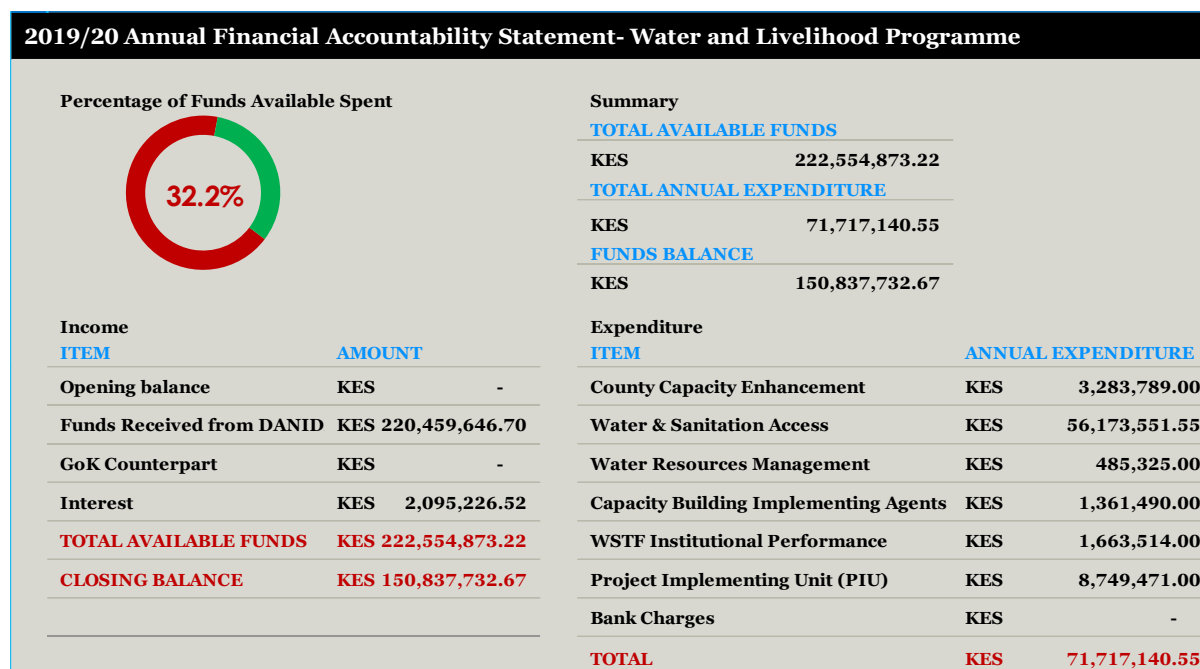 2019/20 Annual Financial Accountability Statement- Water and Livelihood Programme
Percentage of Funds Available Spent
32.2%
Summary
TOTAL AVAILABLE FUNDS
KES 222,554,873.22
TOTAL ANNUAL EXPENDITURE
KES 71,717,140.55
FUNDS BALANCE
KES 150,837,732.67
Income
ITEM AMOUNT
Opening balance KES -
Funds Received from DANID KES 220,459,646.70
GoK Counterpart KES -
Interest KES 2,095,226.52
TOTAL AVAILABLE FUNDS KES 222,554,873.22
CLOSING BALANCE KES 150,837,732.67
Expenditure
ITEM ANNUAL EXPENDITURE
County Capacity Enhancement KES 3,283,789.00
Water & Sanitation Access KES 56,173,551.55
Water Resources Management KES 485,325.00
Capacity Building Implementing Agents KES 1,361,490.00
WSTF Institutional Performance KES 1,663,514.00
Project Implementing Unit (PIU) KES 8,749,471.00
Bank Charges KES -
TOTAL KES 71,717,140.55